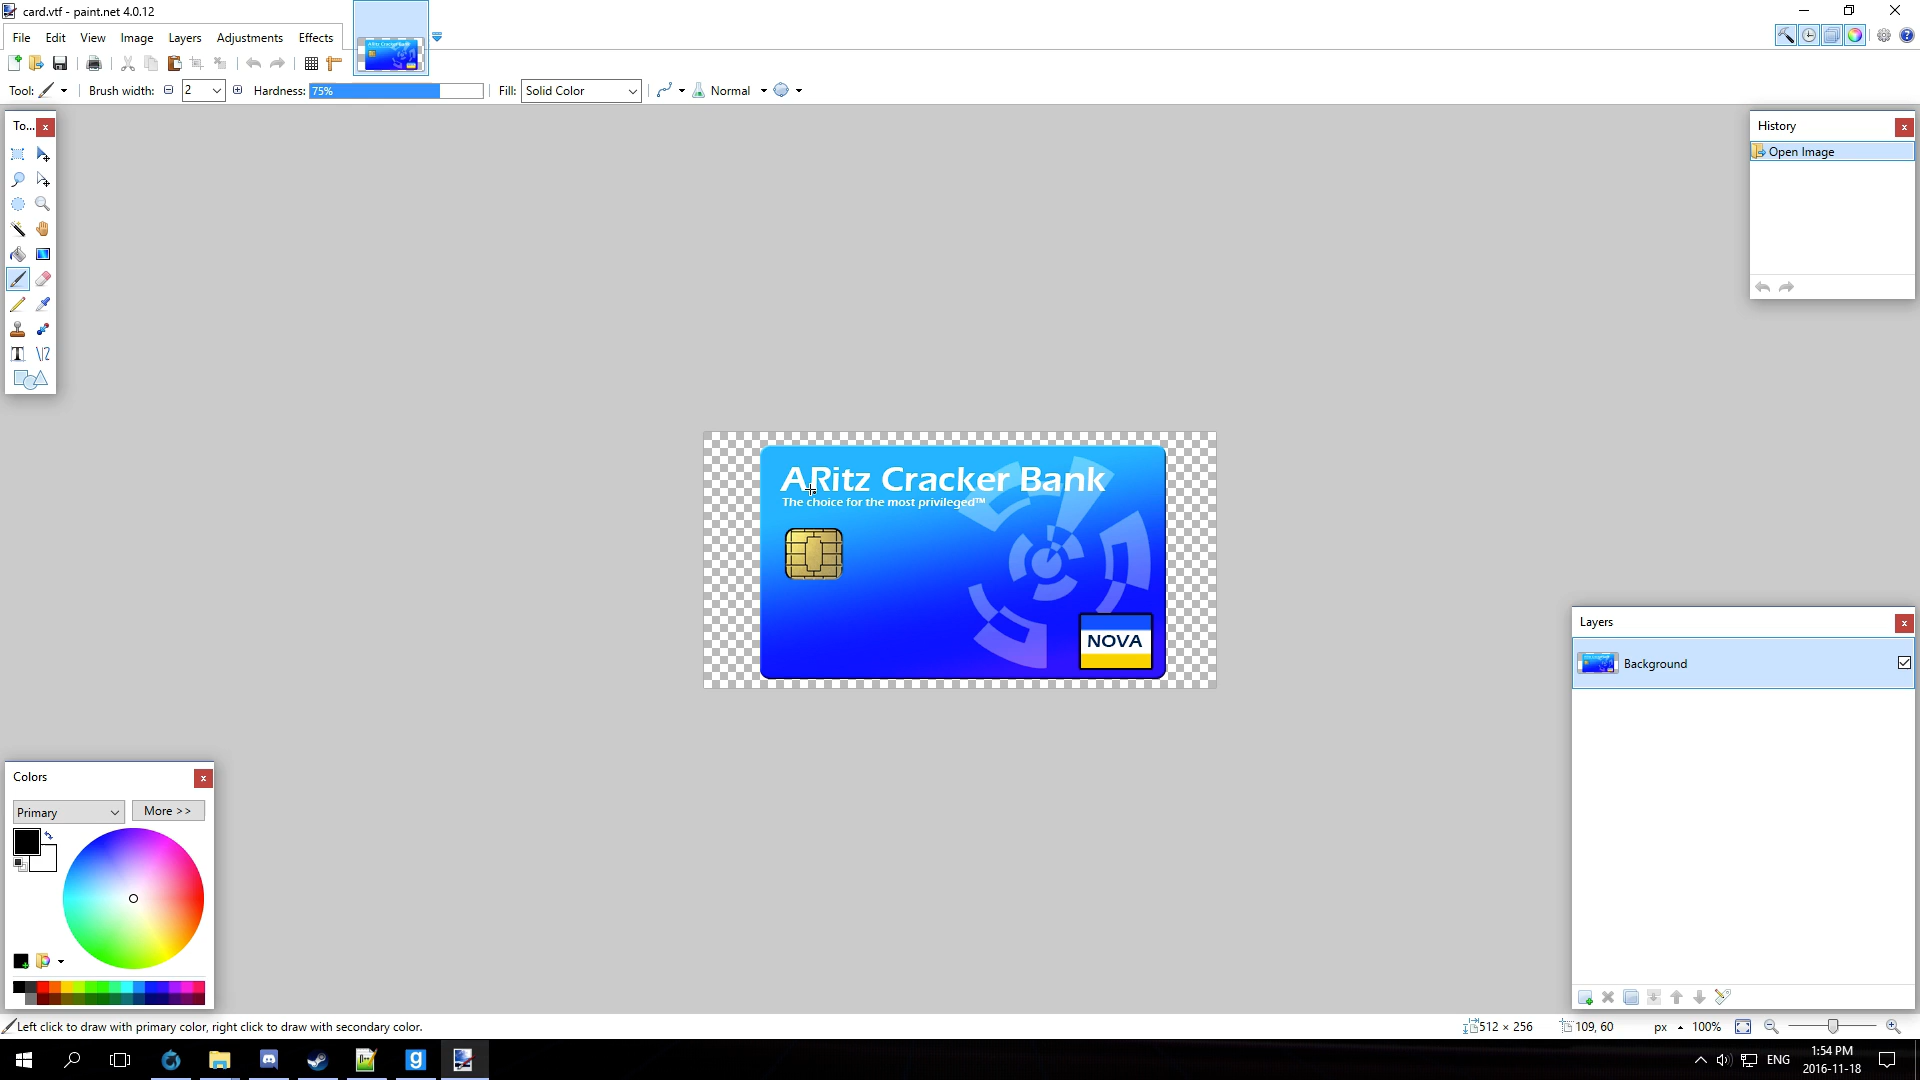 card.vtf - paint.net 4.0.12
File Edit View Image Layers Adjustments Effects
Tool: Brush width: 2 Hardness: 75% Fill: Solid Color Normal
To...
History
Open Image
ARitz Cracker Bank
The choice for the most privileged™
NOVA
Layers
Background
Colors
Primary More >>
Left click to draw with primary color, right click to draw with secondary color.
512 × 256 109, 60 px 100%
ENG 1:54 PM
2016-11-18